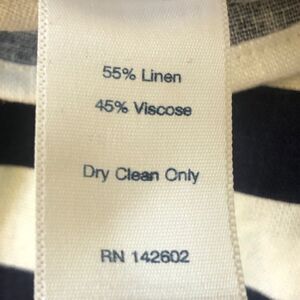 55% Linen
45% Viscose
Dry Clean Only
RN 142602